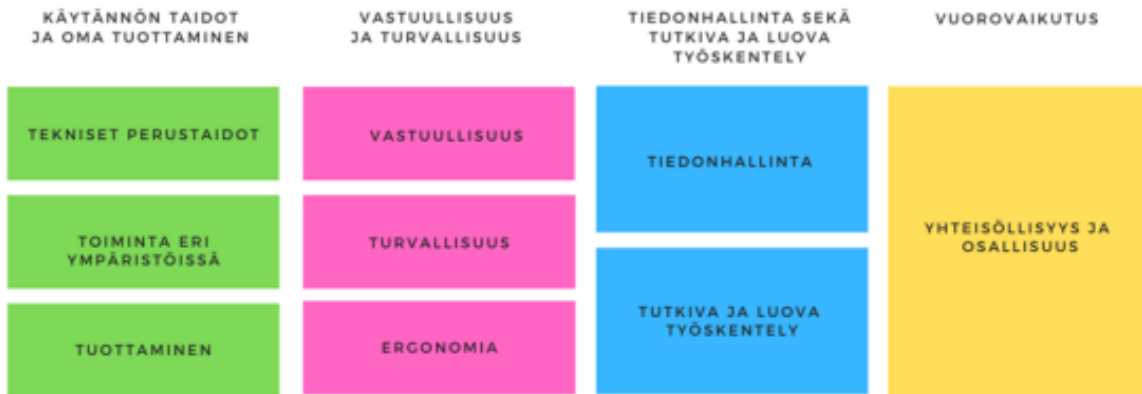 KÄYTÄNNÖN TAIDOT
JA OMA TUOTTAMINEN
TEKNISET PERUSTAIDOT
TOIMINTA ERI
YMPÄRISTÖISSÄ
TUOTTAMINEN
VASTUULLISUUS
JA TURVALLISUUS
VASTUULLISUUS
TURVALLISUUS
ERGONOMIA
TIEDONHALLINTA SEKÄ
TUTKIVA JA LUOVA
TYÖSKENTELY
TIEDONHALLINTA
TUTKIVA JA LUOVA
TYÖSKENTELY
VUOROVAIKUTUS
YHTEISÖLLISYYS JA
OSALLISUUS